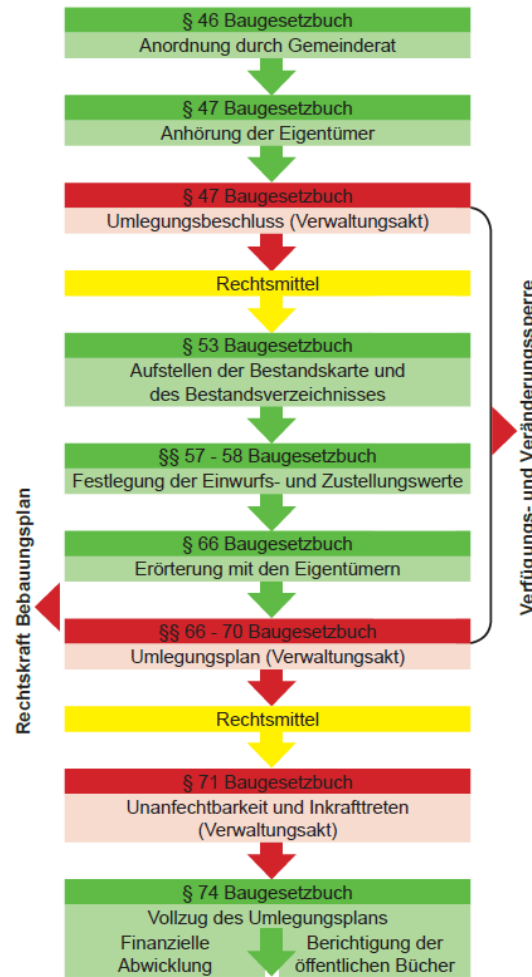 § 46 Baugesetzbuch
Anordnung durch Gemeinderat
§ 47 Baugesetzbuch
Anhörung der Eigentümer
§ 47 Baugesetzbuch
Umlegungsbeschluss (Verwaltungsakt)
Rechtsmittel
§ 53 Baugesetzbuch
Aufstellen der Bestandskarte und
des Bestandsverzeichnisses
§§ 57 - 58 Baugesetzbuch
Festlegung der Einwurfs- und Zustellungswerte
§ 66 Baugesetzbuch
Erörterung mit den Eigentümern
§§ 66 - 70 Baugesetzbuch
Umlegungsplan (Verwaltungsakt)
Rechtsmittel
§ 71 Baugesetzbuch
Unanfechtbarkeit und Inkrafttreten
(Verwaltungsakt)
§ 74 Baugesetzbuch
Vollzug des Umlegungsplans
Finanzielle
Abwicklung
Berichtigung der
öffentlichen Bücher
Rechtskraft Bebauungsplan
Verfügungs- und Veränderungssperre